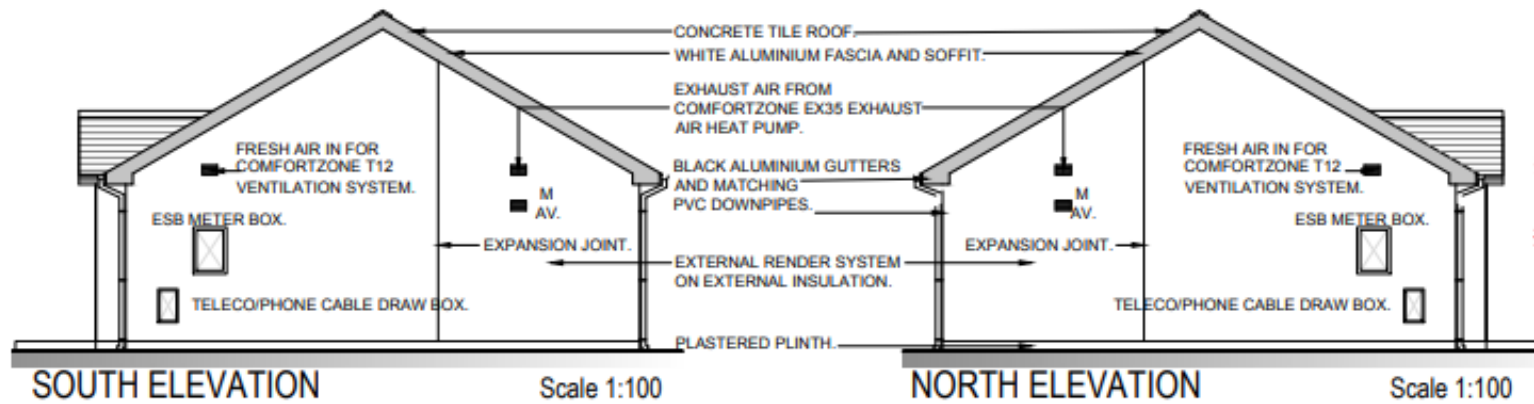 CONCRETE TILE ROOF.
WHITE ALUMINIUM FASCIA AND SOFFIT.
EXHAUST AIR FROM
COMFORTZONE EX35 EXHAUST
AIR HEAT PUMP.
FRESH AIR IN FOR
COMFORTZONE T12
VENTILATION SYSTEM.
BLACK ALUMINIUM GUTTERS
AND MATCHING
PVC DOWNPIPES.
FRESH AIR IN FOR
COMFORTZONE T12
VENTILATION SYSTEM.
M
AV.
M
AV.
ESB METER BOX.
ESB METER BOX.
EXPANSION JOINT.
EXPANSION JOINT.
EXTERNAL RENDER SYSTEM
ON EXTERNAL INSULATION.
TELECO/PHONE CABLE DRAW BOX.
TELECO/PHONE CABLE DRAW BOX.
PLASTERED PLINTH.
SOUTH ELEVATION
Scale 1:100
NORTH ELEVATION
Scale 1:100